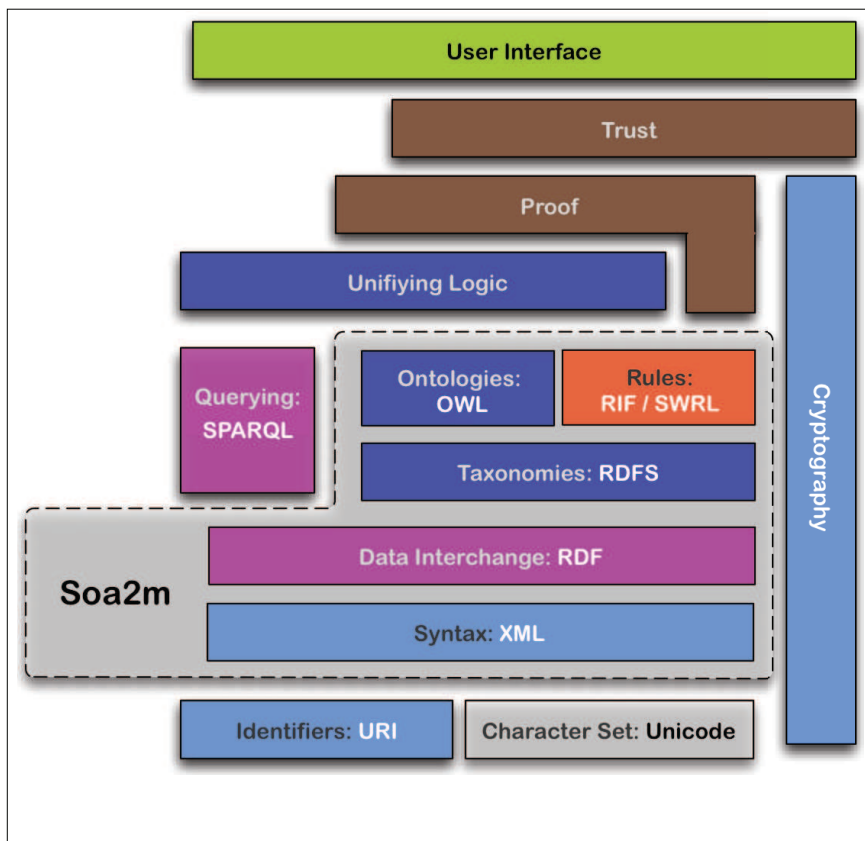 User Interface
Trust
Proof
Unifiying Logic
Querying:
SPARQL
Ontologies:
OWL
Rules:
RIF / SWRL
Taxonomies: RDFS
Cryptography
Data Interchange: RDF
Soa2m
Syntax: XML
Identifiers: URI
Character Set: Unicode